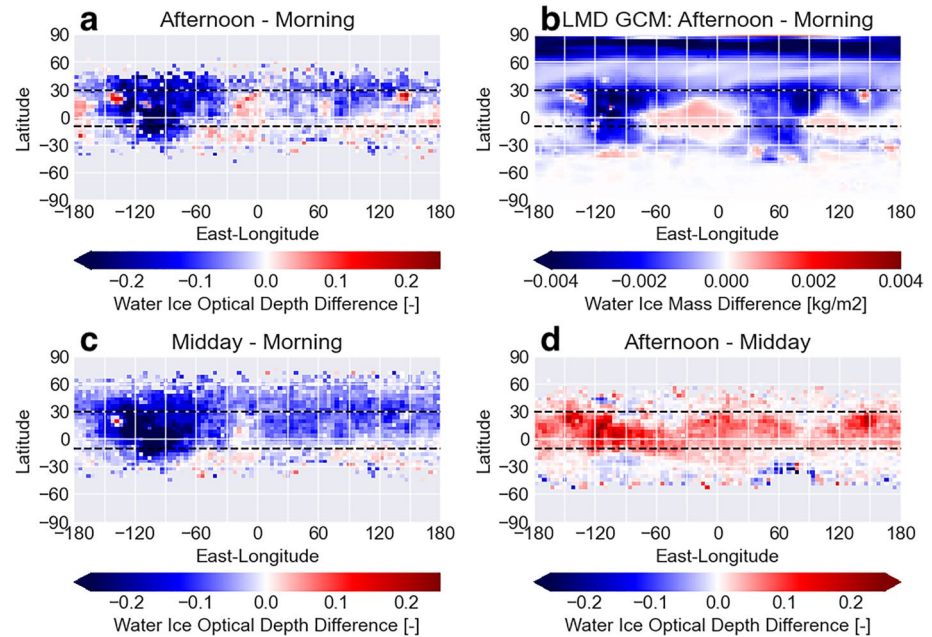 a Afternoon - Morning
90
60
30
0
−30
−60
−90
Latitude
−180 −120 −60 0 60 120 180
East-Longitude
−0.2 −0.1 0.0 0.1 0.2
Water Ice Optical Depth Difference [-]
b LMD GCM: Afternoon - Morning
90
60
30
0
−30
−60
−90
Latitude
−180 −120 −60 0 60 120 180
East-Longitude
−0.004 −0.002 0.000 0.002 0.004
Water Ice Mass Difference [kg/m2]
c Midday - Morning
90
60
30
0
−30
−60
−90
Latitude
−180 −120 −60 0 60 120 180
East-Longitude
−0.2 −0.1 0.0 0.1 0.2
Water Ice Optical Depth Difference [-]
d Afternoon - Midday
90
60
30
0
−30
−60
−90
Latitude
−180 −120 −60 0 60 120 180
East-Longitude
−0.2 −0.1 0.0 0.1 0.2
Water Ice Optical Depth Difference [-]